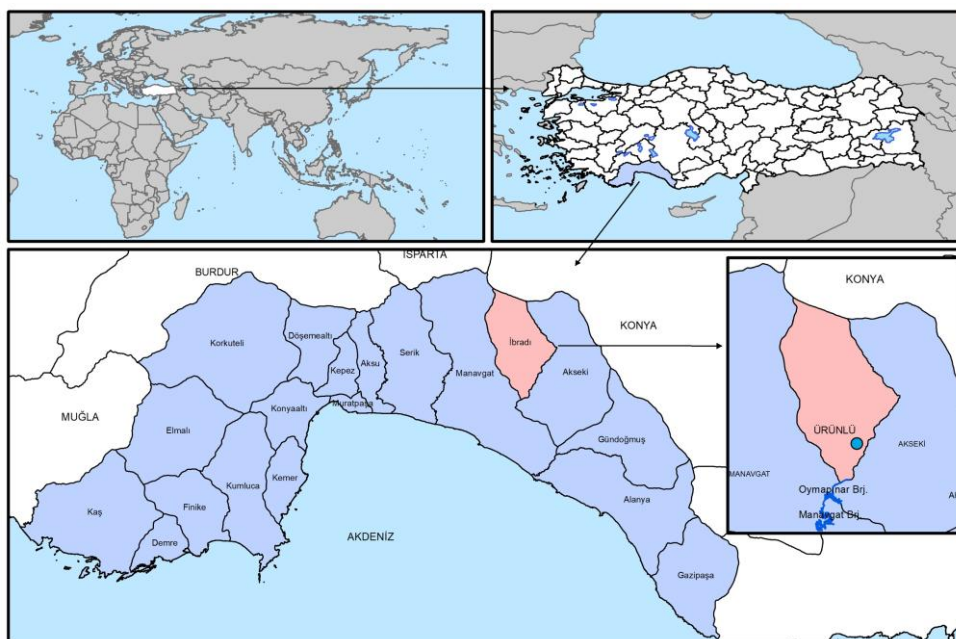 ISPARTA
BURDUR
KONYA
KONYA
Korkuteli
Döşemealtı
Kepez
Aksu
Serik
Manavgat
İbradı
Akseki
MUĞLA
Elmalı
Konyaaltı
Muratpaşa
Gündoğmuş
Kaş
Finike
Kumluca
Kemer
Demre
Alanya
Gazipaşa
AKDENİZ
ÜRÜNLÜ
AKSEKİ
MANAVGAT
Oymapınar Brj.
Manavgat Brj.